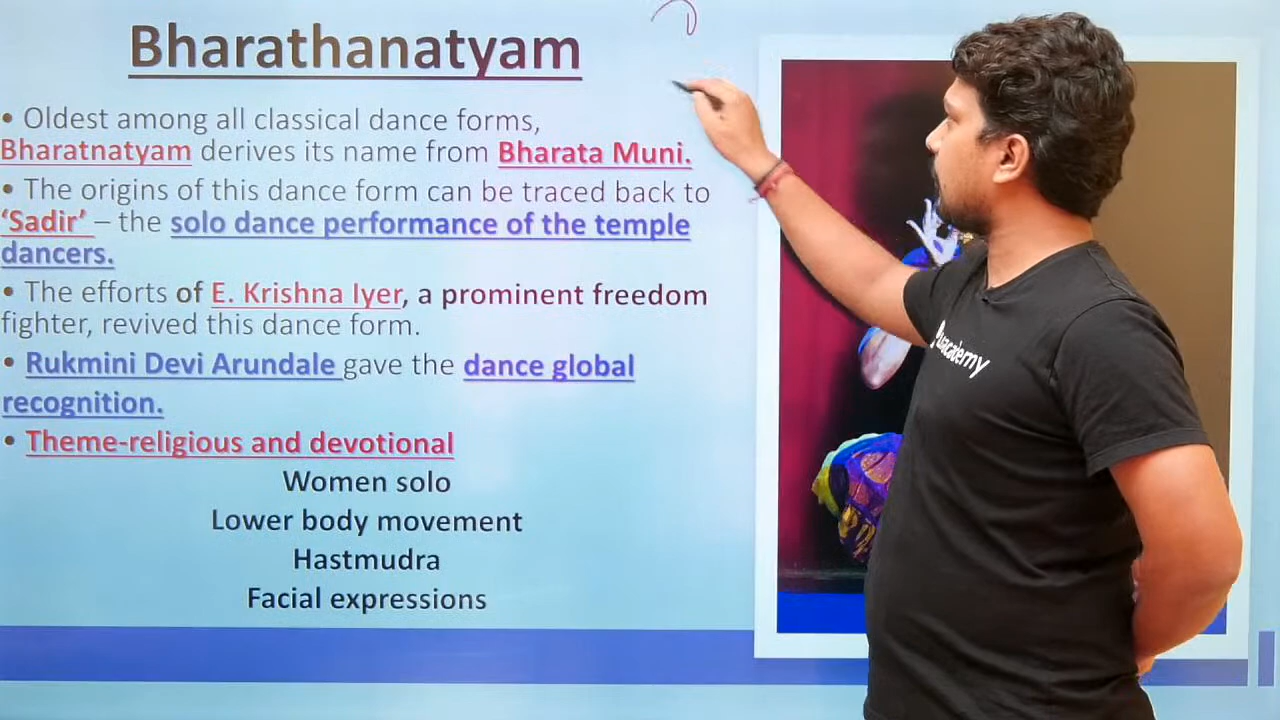 Bharathanatyam
• Oldest among all classical dance forms,
Bharatnatyam derives its name from Bharata Muni.
• The origins of this dance form can be traced back to
‘Sadir’ – the solo dance performance of the temple
dancers.
• The efforts of E. Krishna Iyer, a prominent freedom
fighter, revived this dance form.
• Rukmini Devi Arundale gave the dance global
recognition.
• Theme-religious and devotional
Women solo
Lower body movement
Hastmudra
Facial expressions
unacademy